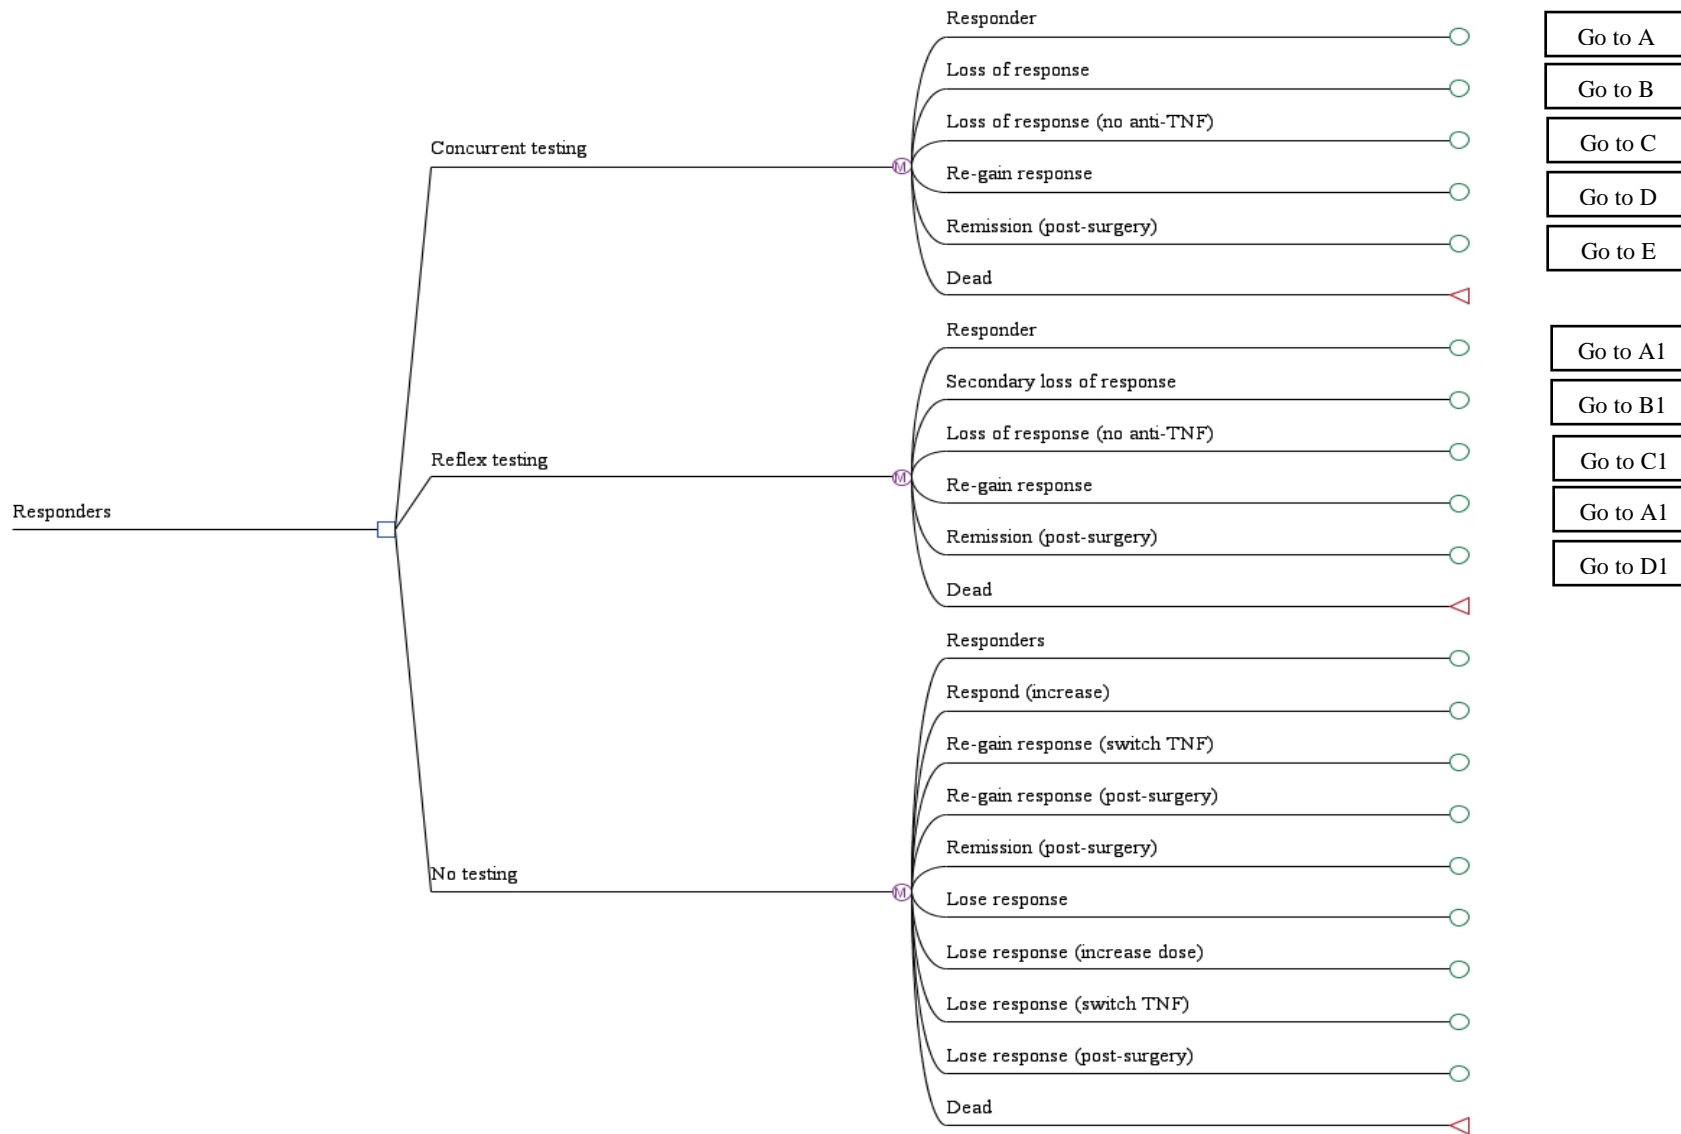 Responders
Concurrent testing
M
Responder
Go to A
Loss of response
Go to B
Loss of response (no anti-TNF)
Go to C
Re-gain response
Go to D
Remission (post-surgery)
Go to E
Dead
Reflex testing
M
Responder
Go to A1
Secondary loss of response
Go to B1
Loss of response (no anti-TNF)
Go to C1
Re-gain response
Go to A1
Remission (post-surgery)
Go to D1
Dead
No testing
M
Responders
Respond (increase)
Re-gain response (switch TNF)
Re-gain response (post-surgery)
Remission (post-surgery)
Lose response
Lose response (increase dose)
Lose response (switch TNF)
Lose response (post-surgery)
Dead